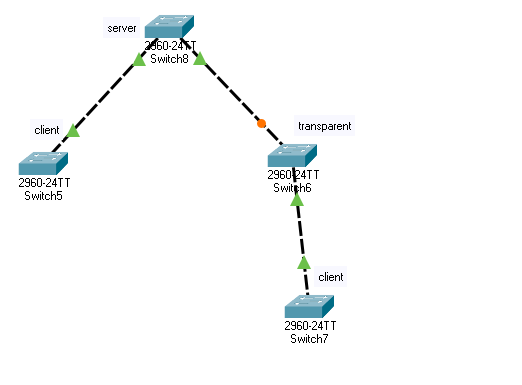 server
2960-24TT
Switch8
client
transparent
2960-24TT
Switch5
2960-24TT
Switch6
client
2960-24TT
Switch7